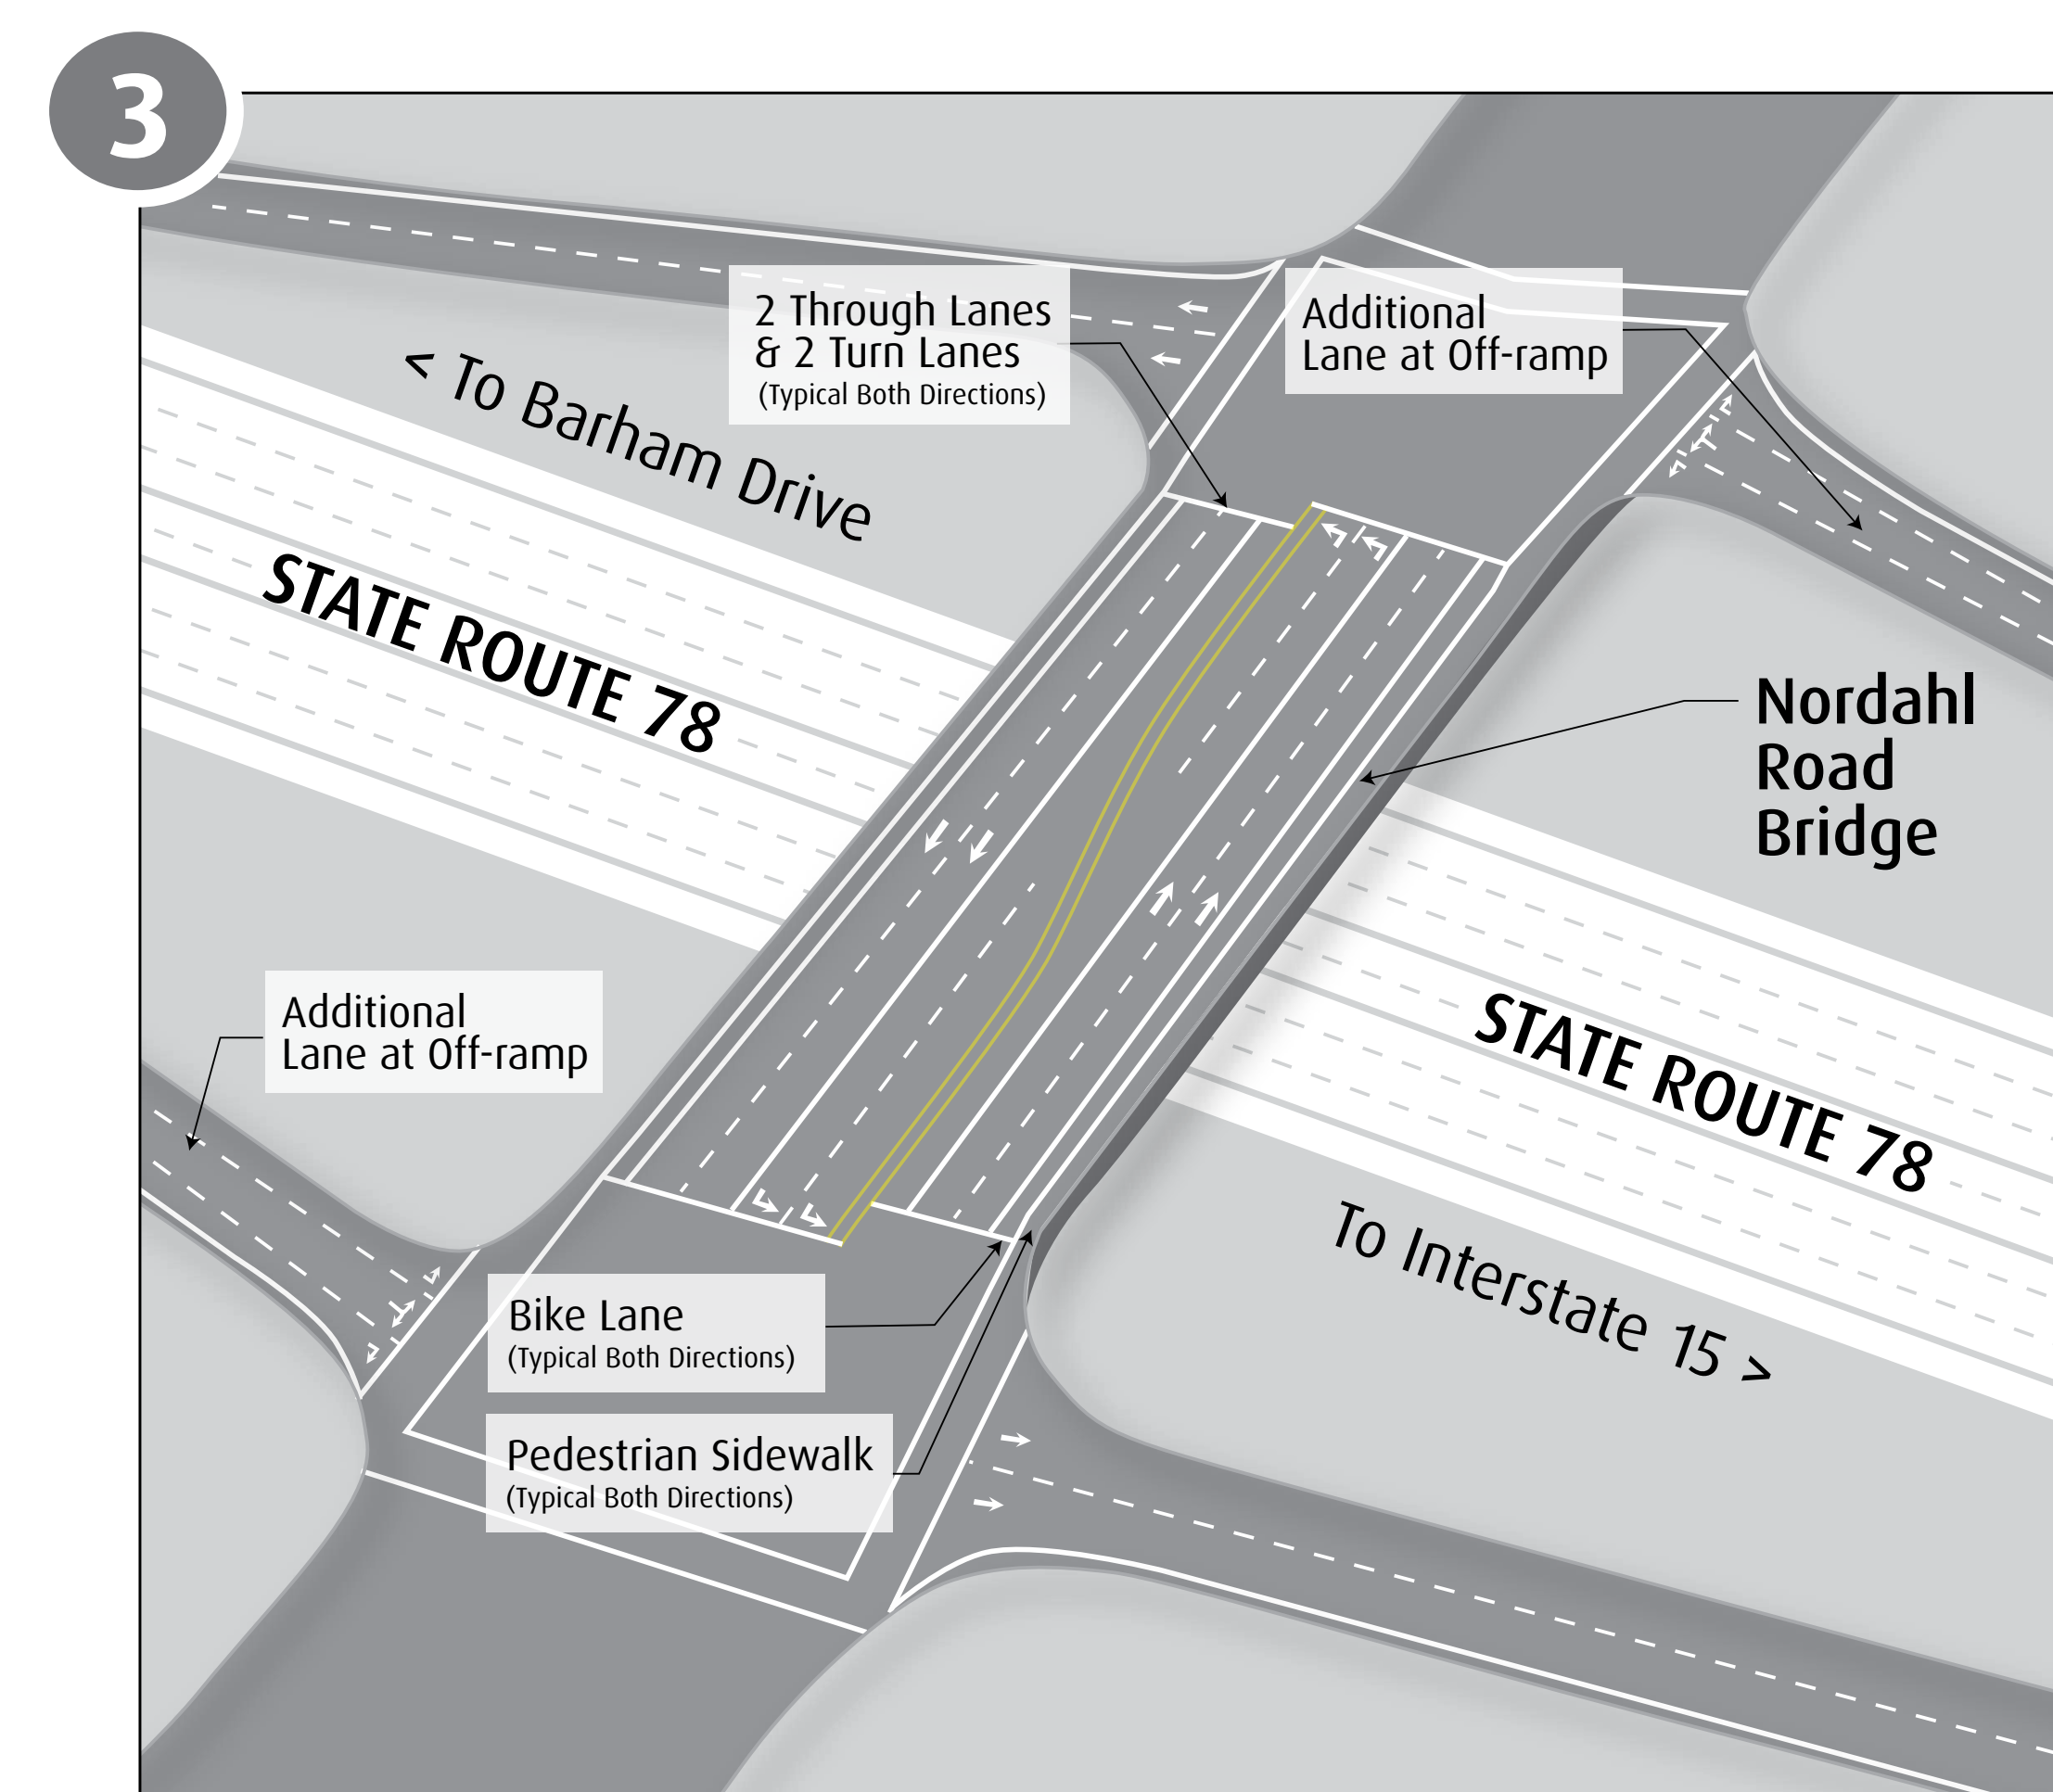 3
2 Through Lanes
& 2 Turn Lanes
(Typical Both Directions)
Additional
Lane at Off-ramp
< To Barham Drive
STATE ROUTE 78
Nordahl
Road
Bridge
Additional
Lane at Off-ramp
STATE ROUTE 78
To Interstate 15 >
Bike Lane
(Typical Both Directions)
Pedestrian Sidewalk
(Typical Both Directions)